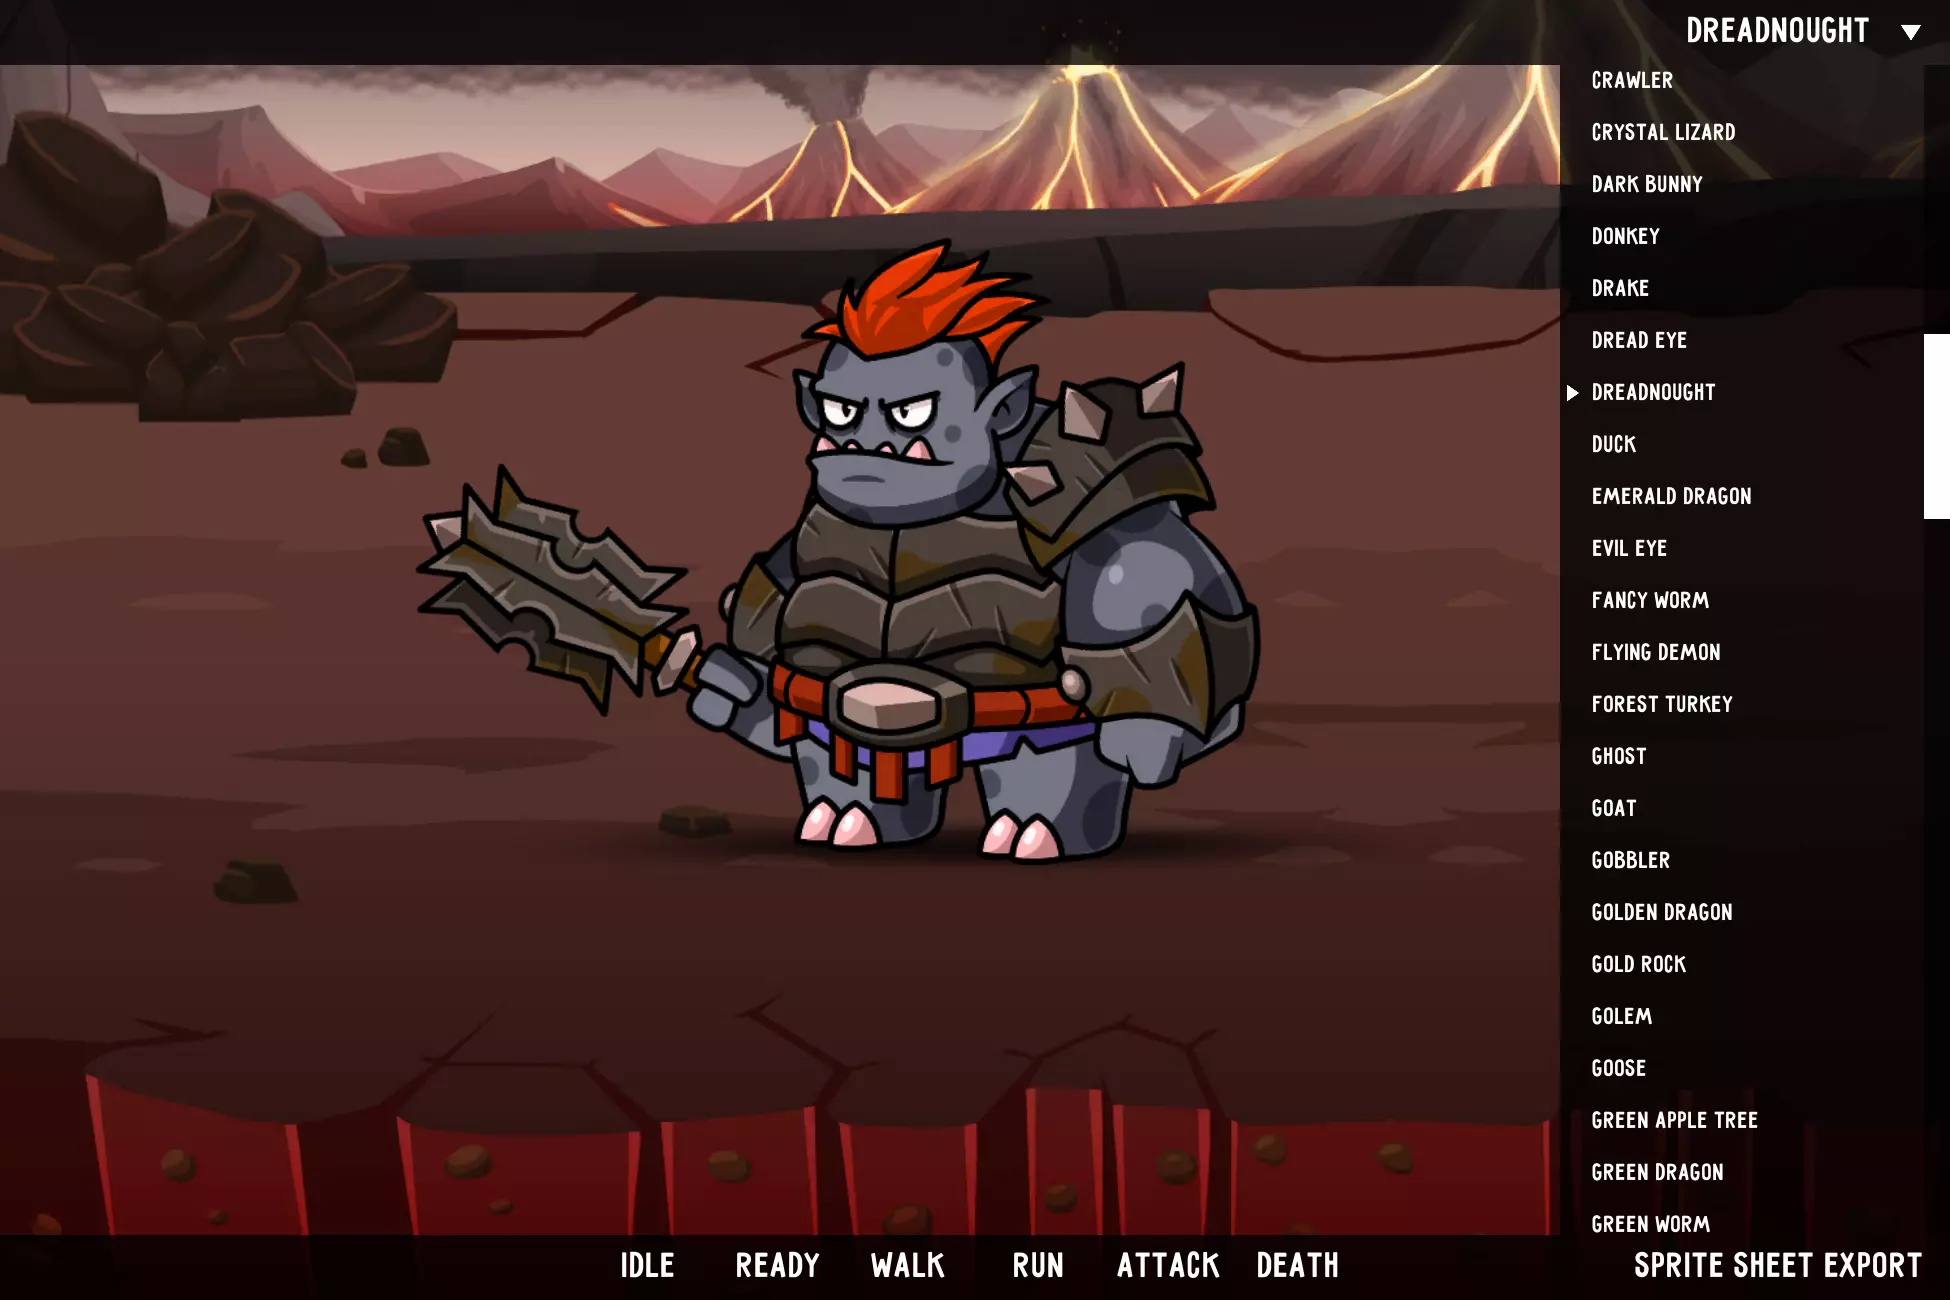 DREADNOUGHT
CRAWLER
CRYSTAL LIZARD
DARK BUNNY
DONKEY
DRAKE
DREAD EYE
DREADNOUGHT
DUCK
EMERALD DRAGON
EVIL EYE
FANCY WORM
FLYING DEMON
FOREST TURKEY
GHOST
GOAT
GOBBLER
GOLDEN DRAGON
GOLD ROCK
GOLEM
GOOSE
GREEN APPLE TREE
GREEN DRAGON
GREEN WORM
IDLE READY WALK RUN ATTACK DEATH SPRITE SHEET EXPORT